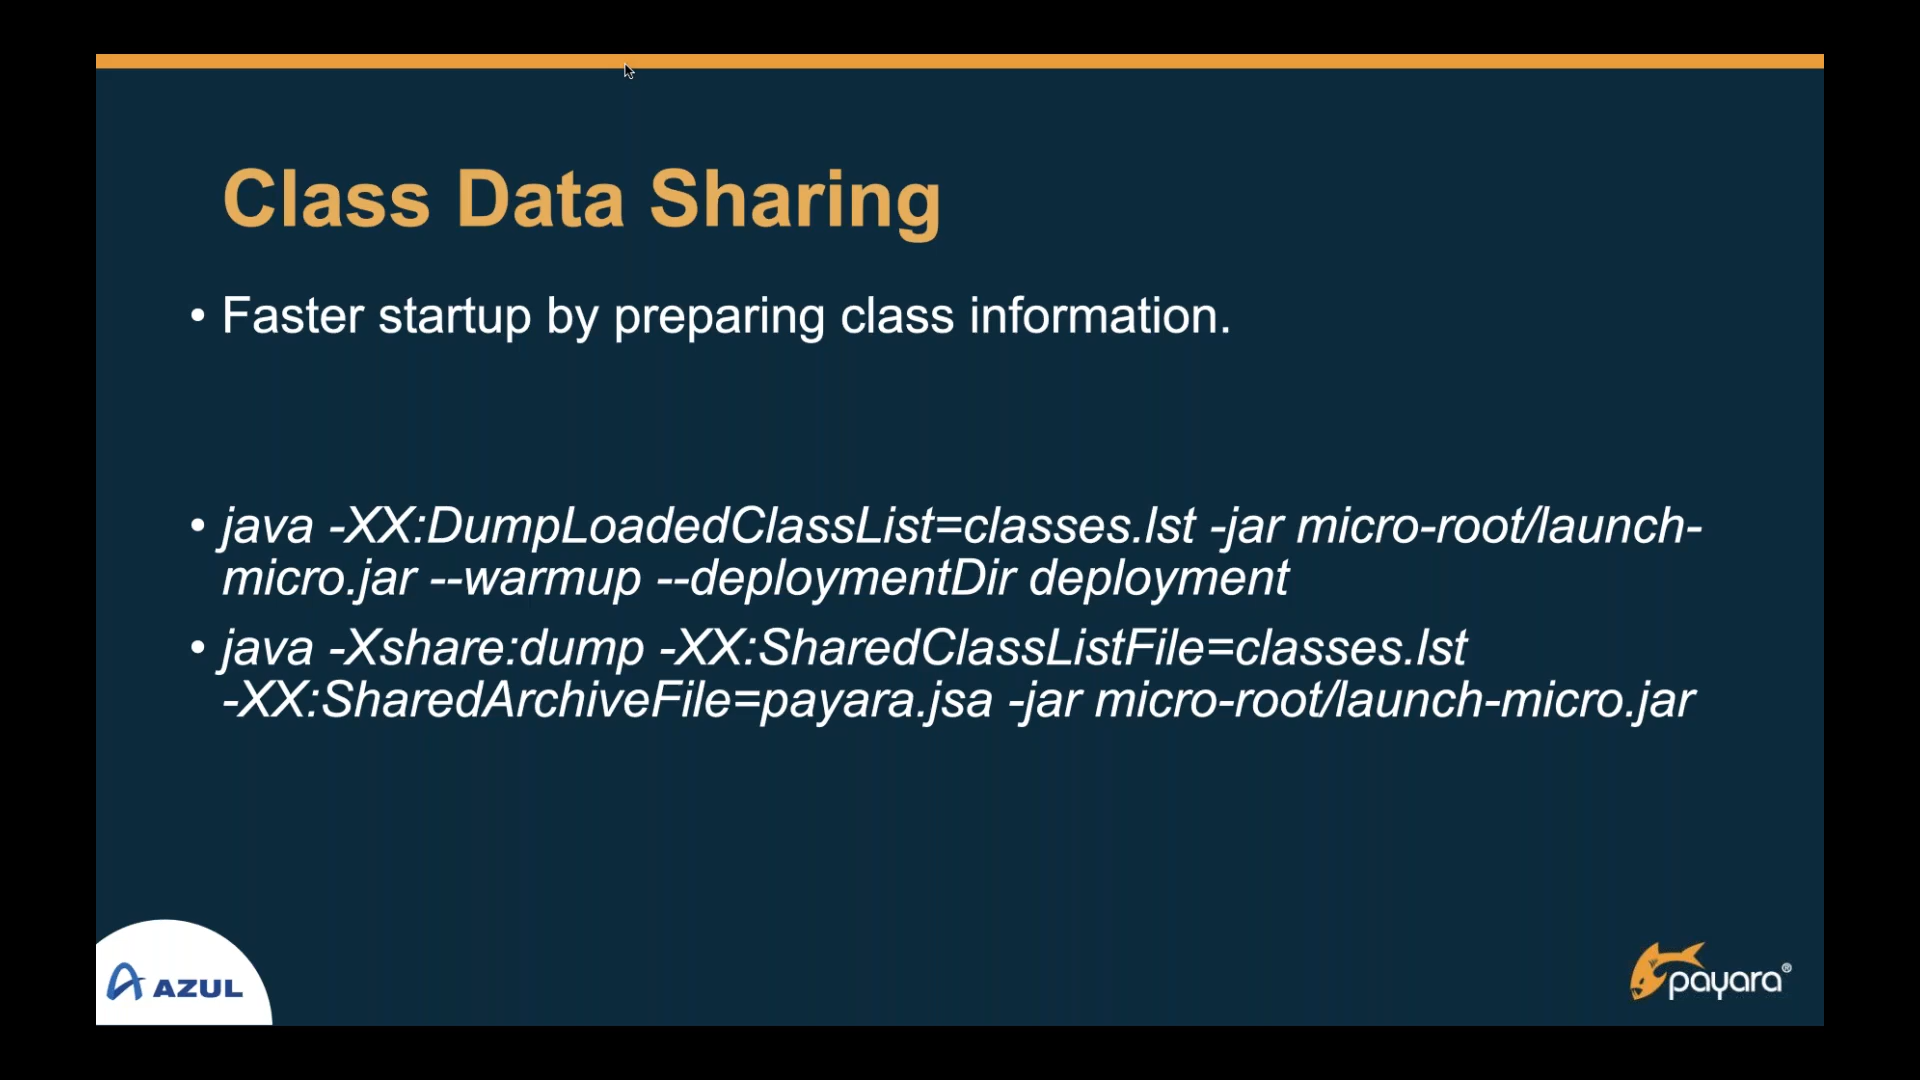 Class Data Sharing
• Faster startup by preparing class information.
• java -XX:DumpLoadedClassList=classes.lst -jar micro-root/launch-
micro.jar --warmup --deploymentDir deployment
• java -Xshare:dump -XX:SharedClassListFile=classes.lst
-XX:SharedArchiveFile=payara.jsa -jar micro-root/launch-micro.jar
AZUL
payara®